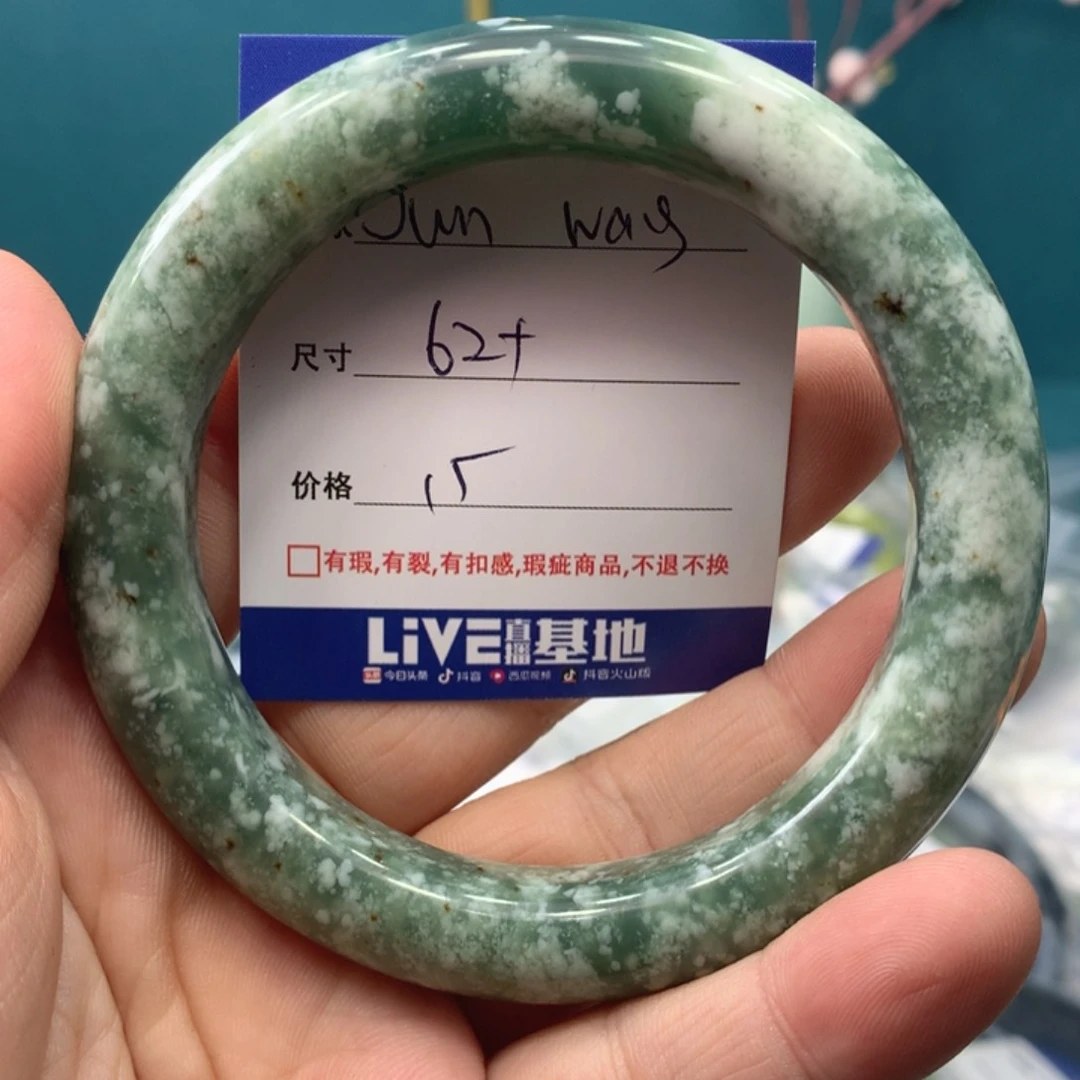 Jun way
尺寸 62+
价格 15
有瑕,有裂,有扣感,瑕疵商品,不退不换
LiVE直播基地
今日头条 抖音 西瓜视频 抖音火山版